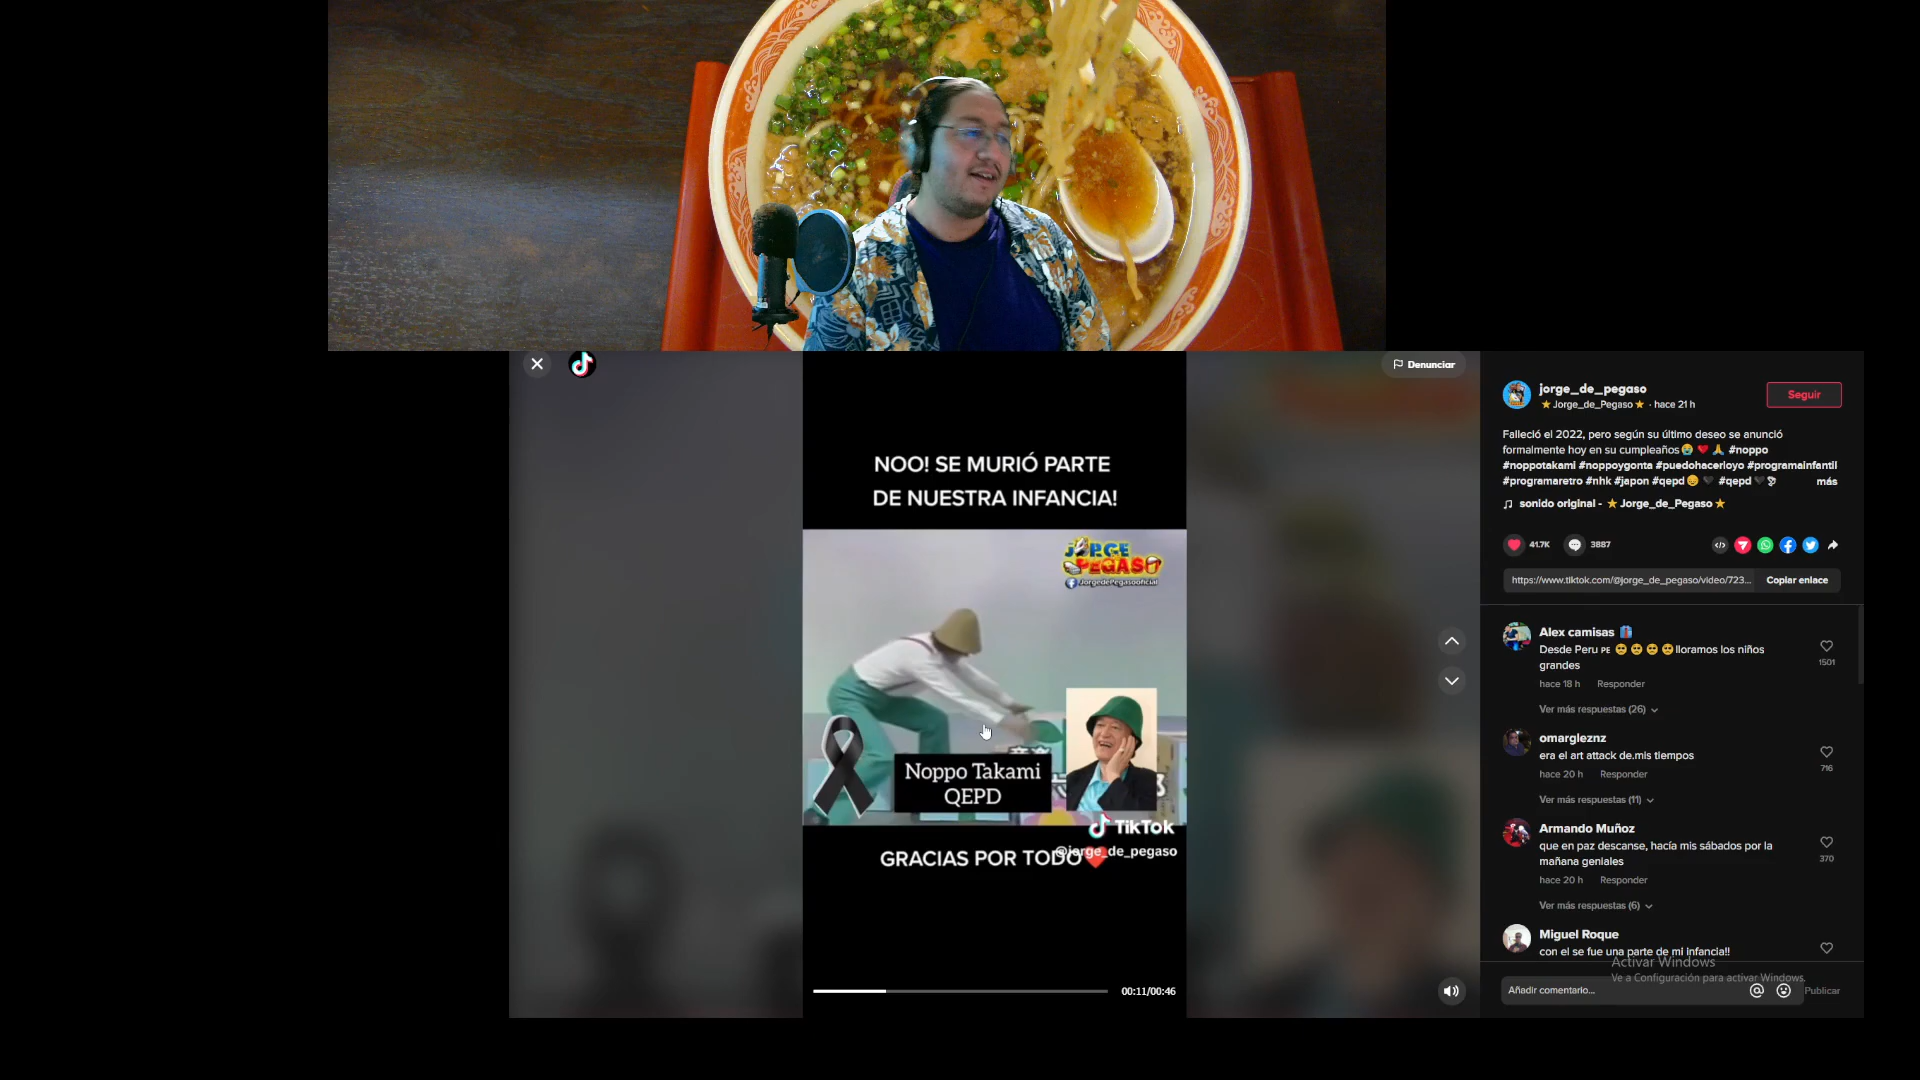 Denunciar
NOO! SE MURIÓ PARTE
DE NUESTRA INFANCIA!
JORGE
PEGASO
JorgedePegasooficial
Noppo Takami
QEPD
TikTok
@jorge_de_pegaso
GRACIAS POR TODO
00:11/00:46
jorge_de_pegaso
Jorge_de_Pegaso · hace 21 h
Seguir
Falleció el 2022, pero según su último deseo se anunció
formalmente hoy en su cumpleaños😭❤️🙏 #noppo
#noppotakami #noppoygonta #puedohacerloyo #programainfantil
#programaretro #nhk #japon #qepd #qepd
más
sonido original - Jorge_de_Pegaso
41.7K
3887
https://www.tiktok.com/@jorge_de_pegaso/video/723...
Copiar enlace
Alex camisas
Desde Peru PE lloramos los niños
grandes
1501
hace 18 h Responder
Ver más respuestas (26)
omargleznz
era el art attack de.mis tiempos
716
hace 20 h Responder
Ver más respuestas (11)
Armando Muñoz
que en paz descanse, hacía mis sábados por la
mañana geniales
370
hace 20 h Responder
Ver más respuestas (6)
Miguel Roque
con el se fue una parte de mi infancia!!
Activar Windows
Ve a Configuración para activar Windows.
Añadir comentario...
Publicar